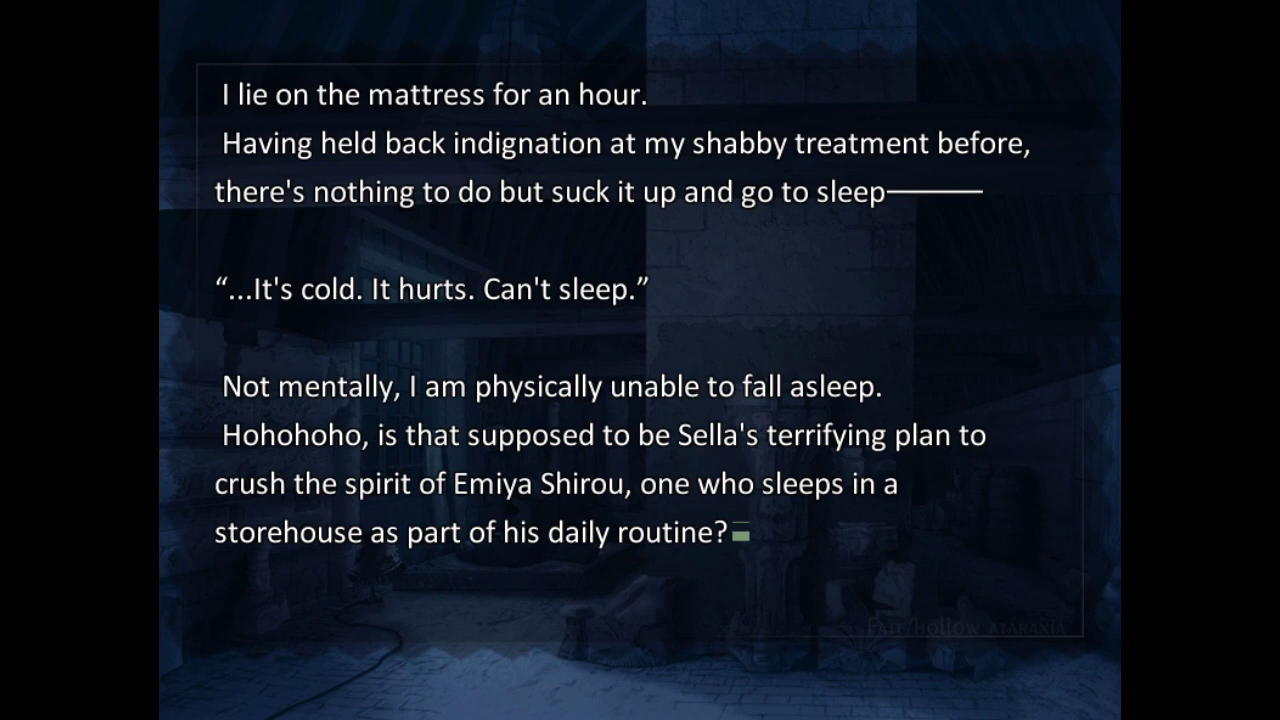 I lie on the mattress for an hour.
Having held back indignation at my shabby treatment before,
there's nothing to do but suck it up and go to sleep────
“...It's cold. It hurts. Can't sleep.”
Not mentally, I am physically unable to fall asleep.
Hohohoho, is that supposed to be Sella's terrifying plan to
crush the spirit of Emiya Shirou, one who sleeps in a
storehouse as part of his daily routine?
Fate/hollow ataraxia